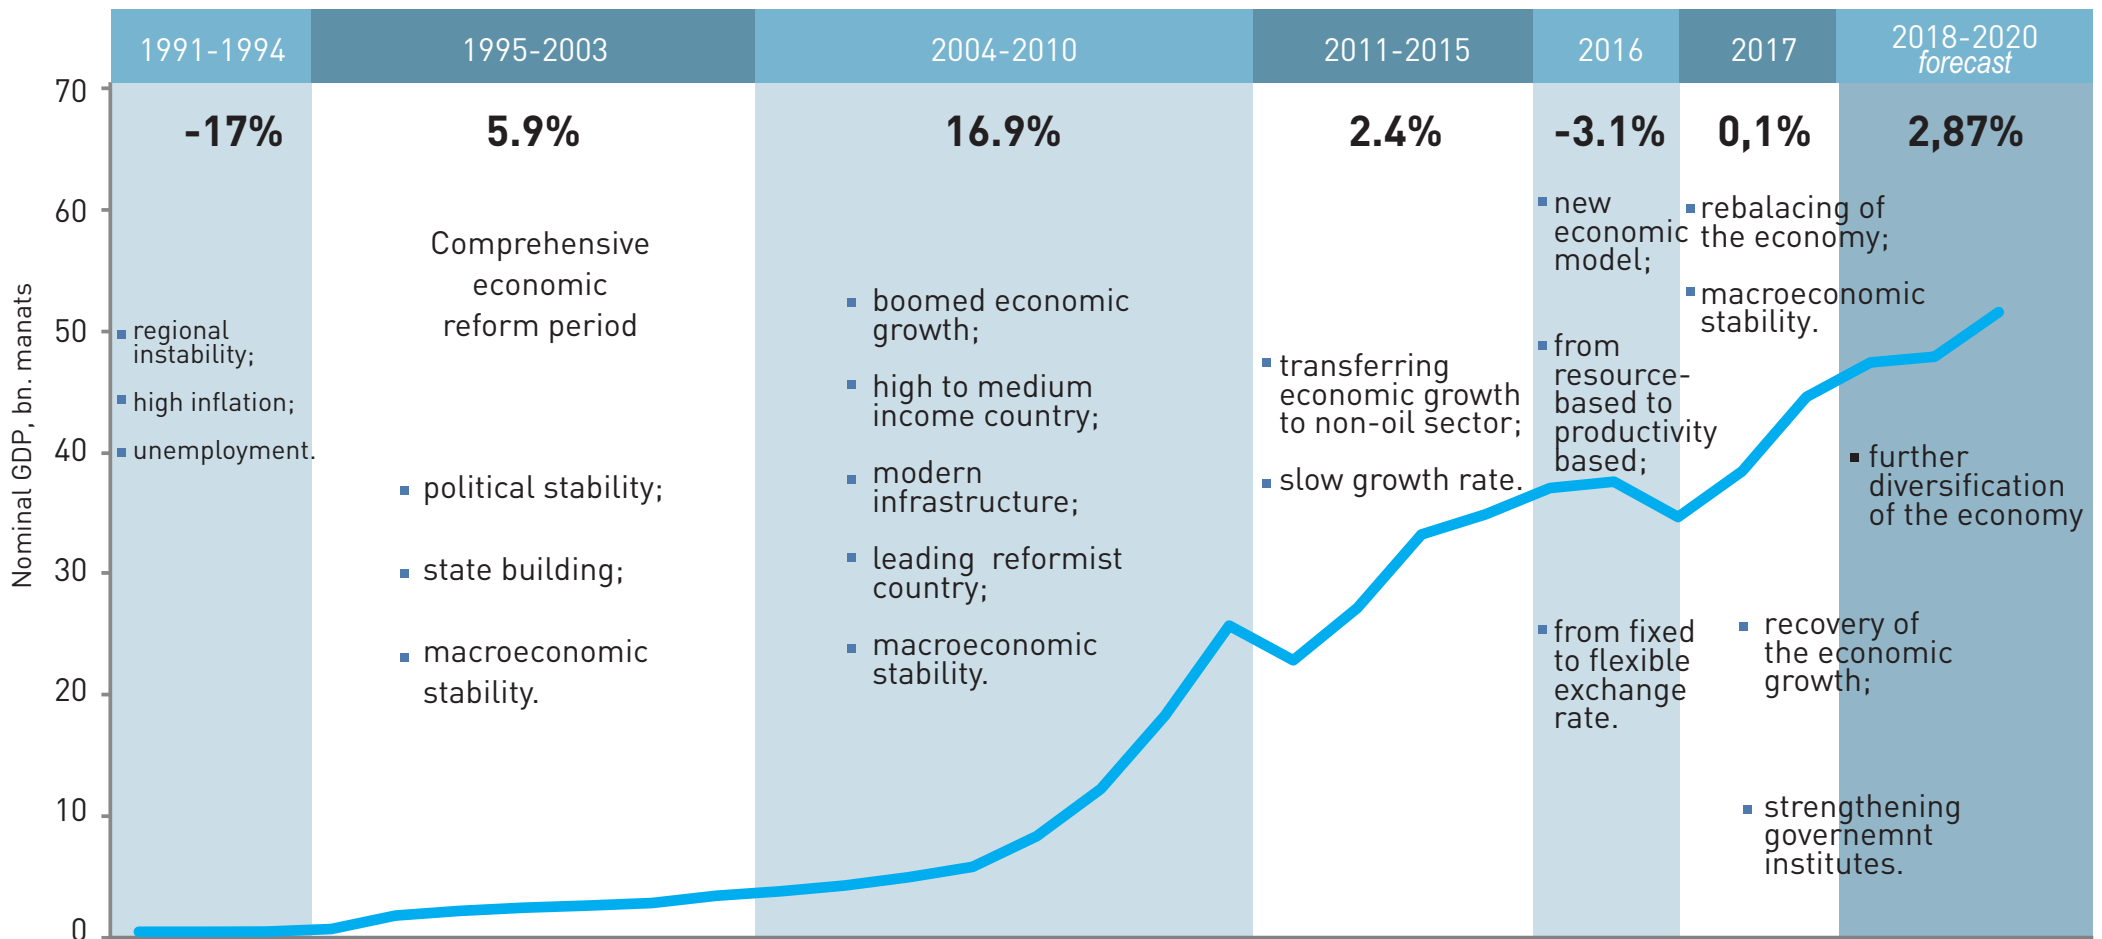 1991-1994
1995-2003
2004-2010
2011-2015
2016
2017
2018-2020
forecast
-17%
5.9%
16.9%
2.4%
-3.1%
0,1%
2,87%
Nominal GDP, bn. manats
70
60
50
40
30
20
10
0
regional
instability;
high inflation;
unemployment.
Comprehensive
economic
reform period
political stability;
state building;
macroeconomic
stability.
boomed economic
growth;
high to medium
income country;
modern
infrastructure;
leading reformist
country;
macroeconomic
stability.
transferring
economic growth
to non-oil sector;
slow growth rate.
new
economic
model;
from
resource-
based to
productivity
based;
from fixed
to flexible
exchange
rate.
rebalacing of
the economy;
macroeconomic
stability.
recovery of
the economic
growth;
strengthening
governemnt
institutes.
further
diversification
of the economy